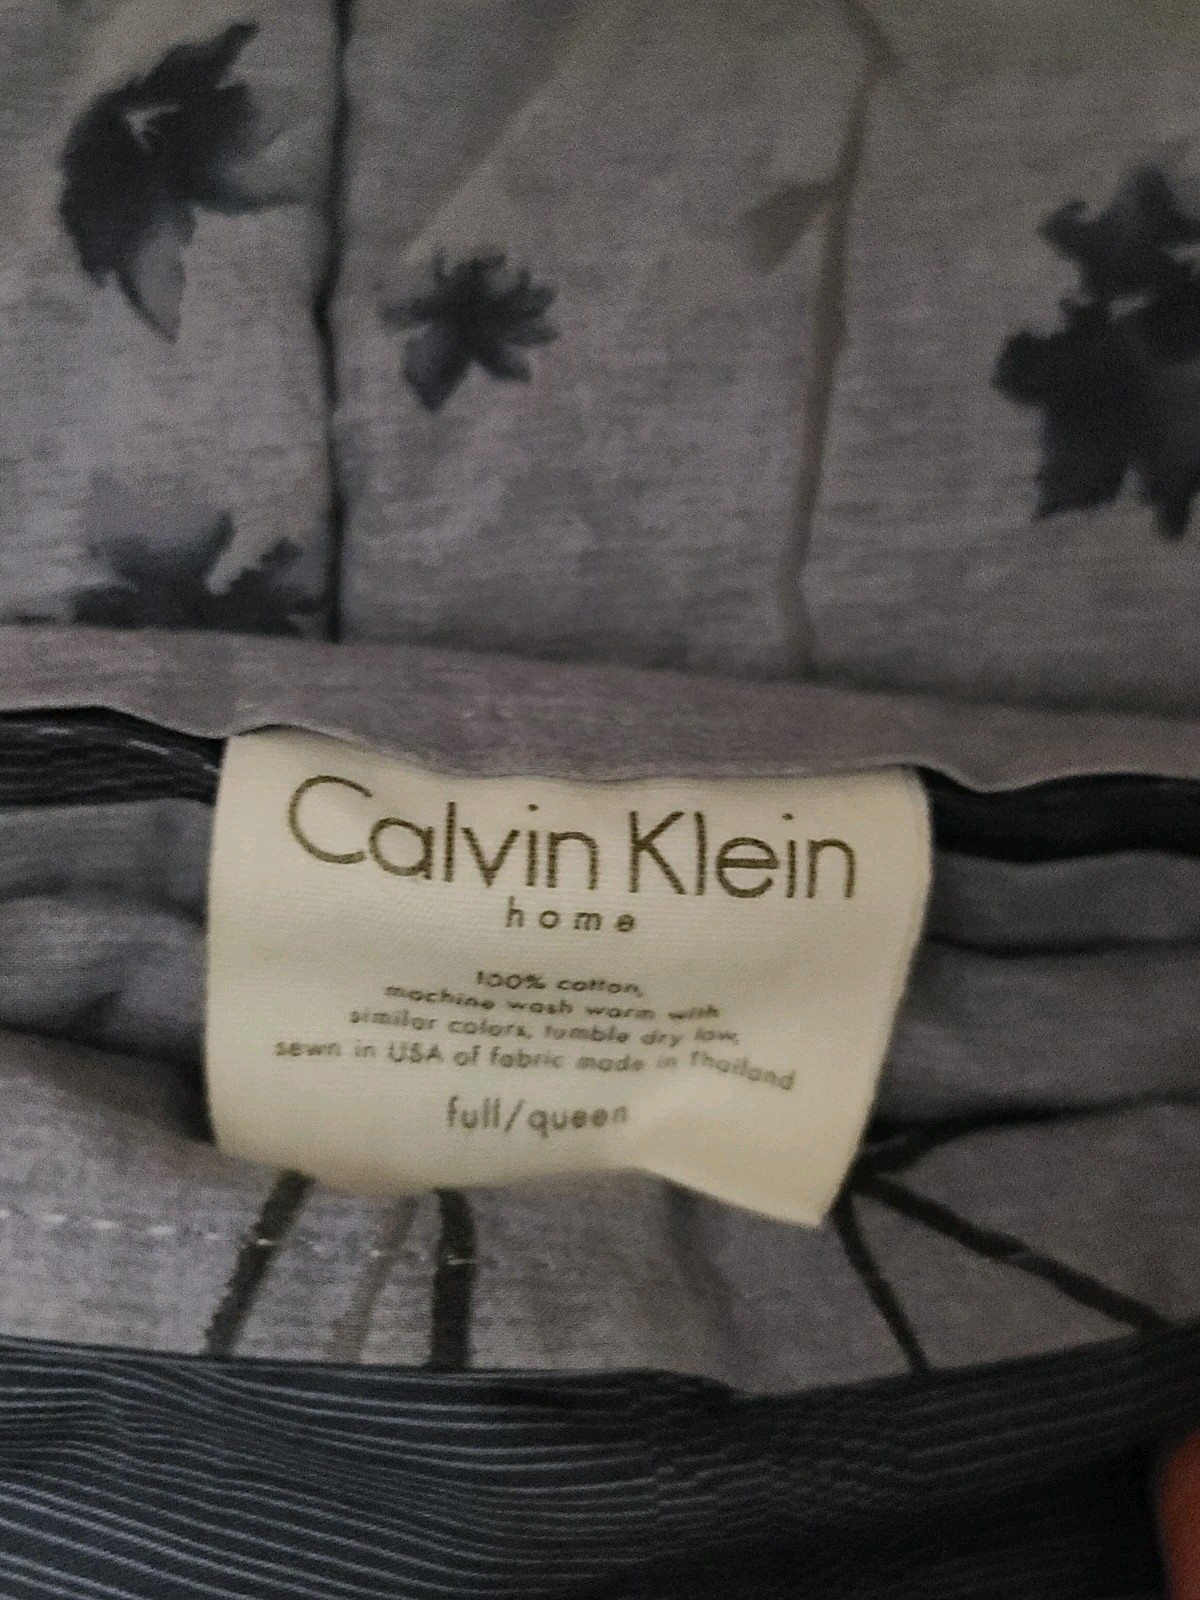 Calvin Klein
home
100% cotton,
machine wash warm with
similar colors, tumble dry low,
sewn in USA of fabric made in Thailand
full/queen